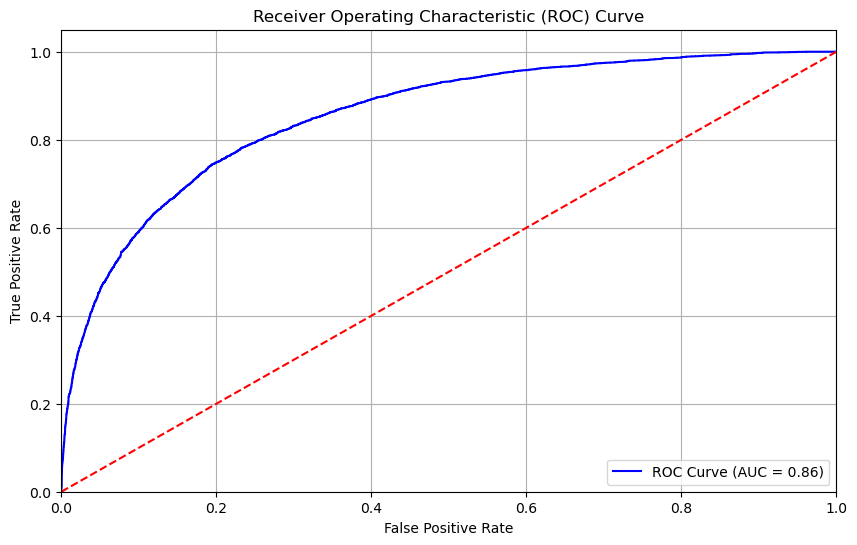 Receiver Operating Characteristic (ROC) Curve
True Positive Rate
1.0
0.8
0.6
0.4
0.2
0.0
ROC Curve (AUC = 0.86)
0.0 0.2 0.4 0.6 0.8 1.0
False Positive Rate